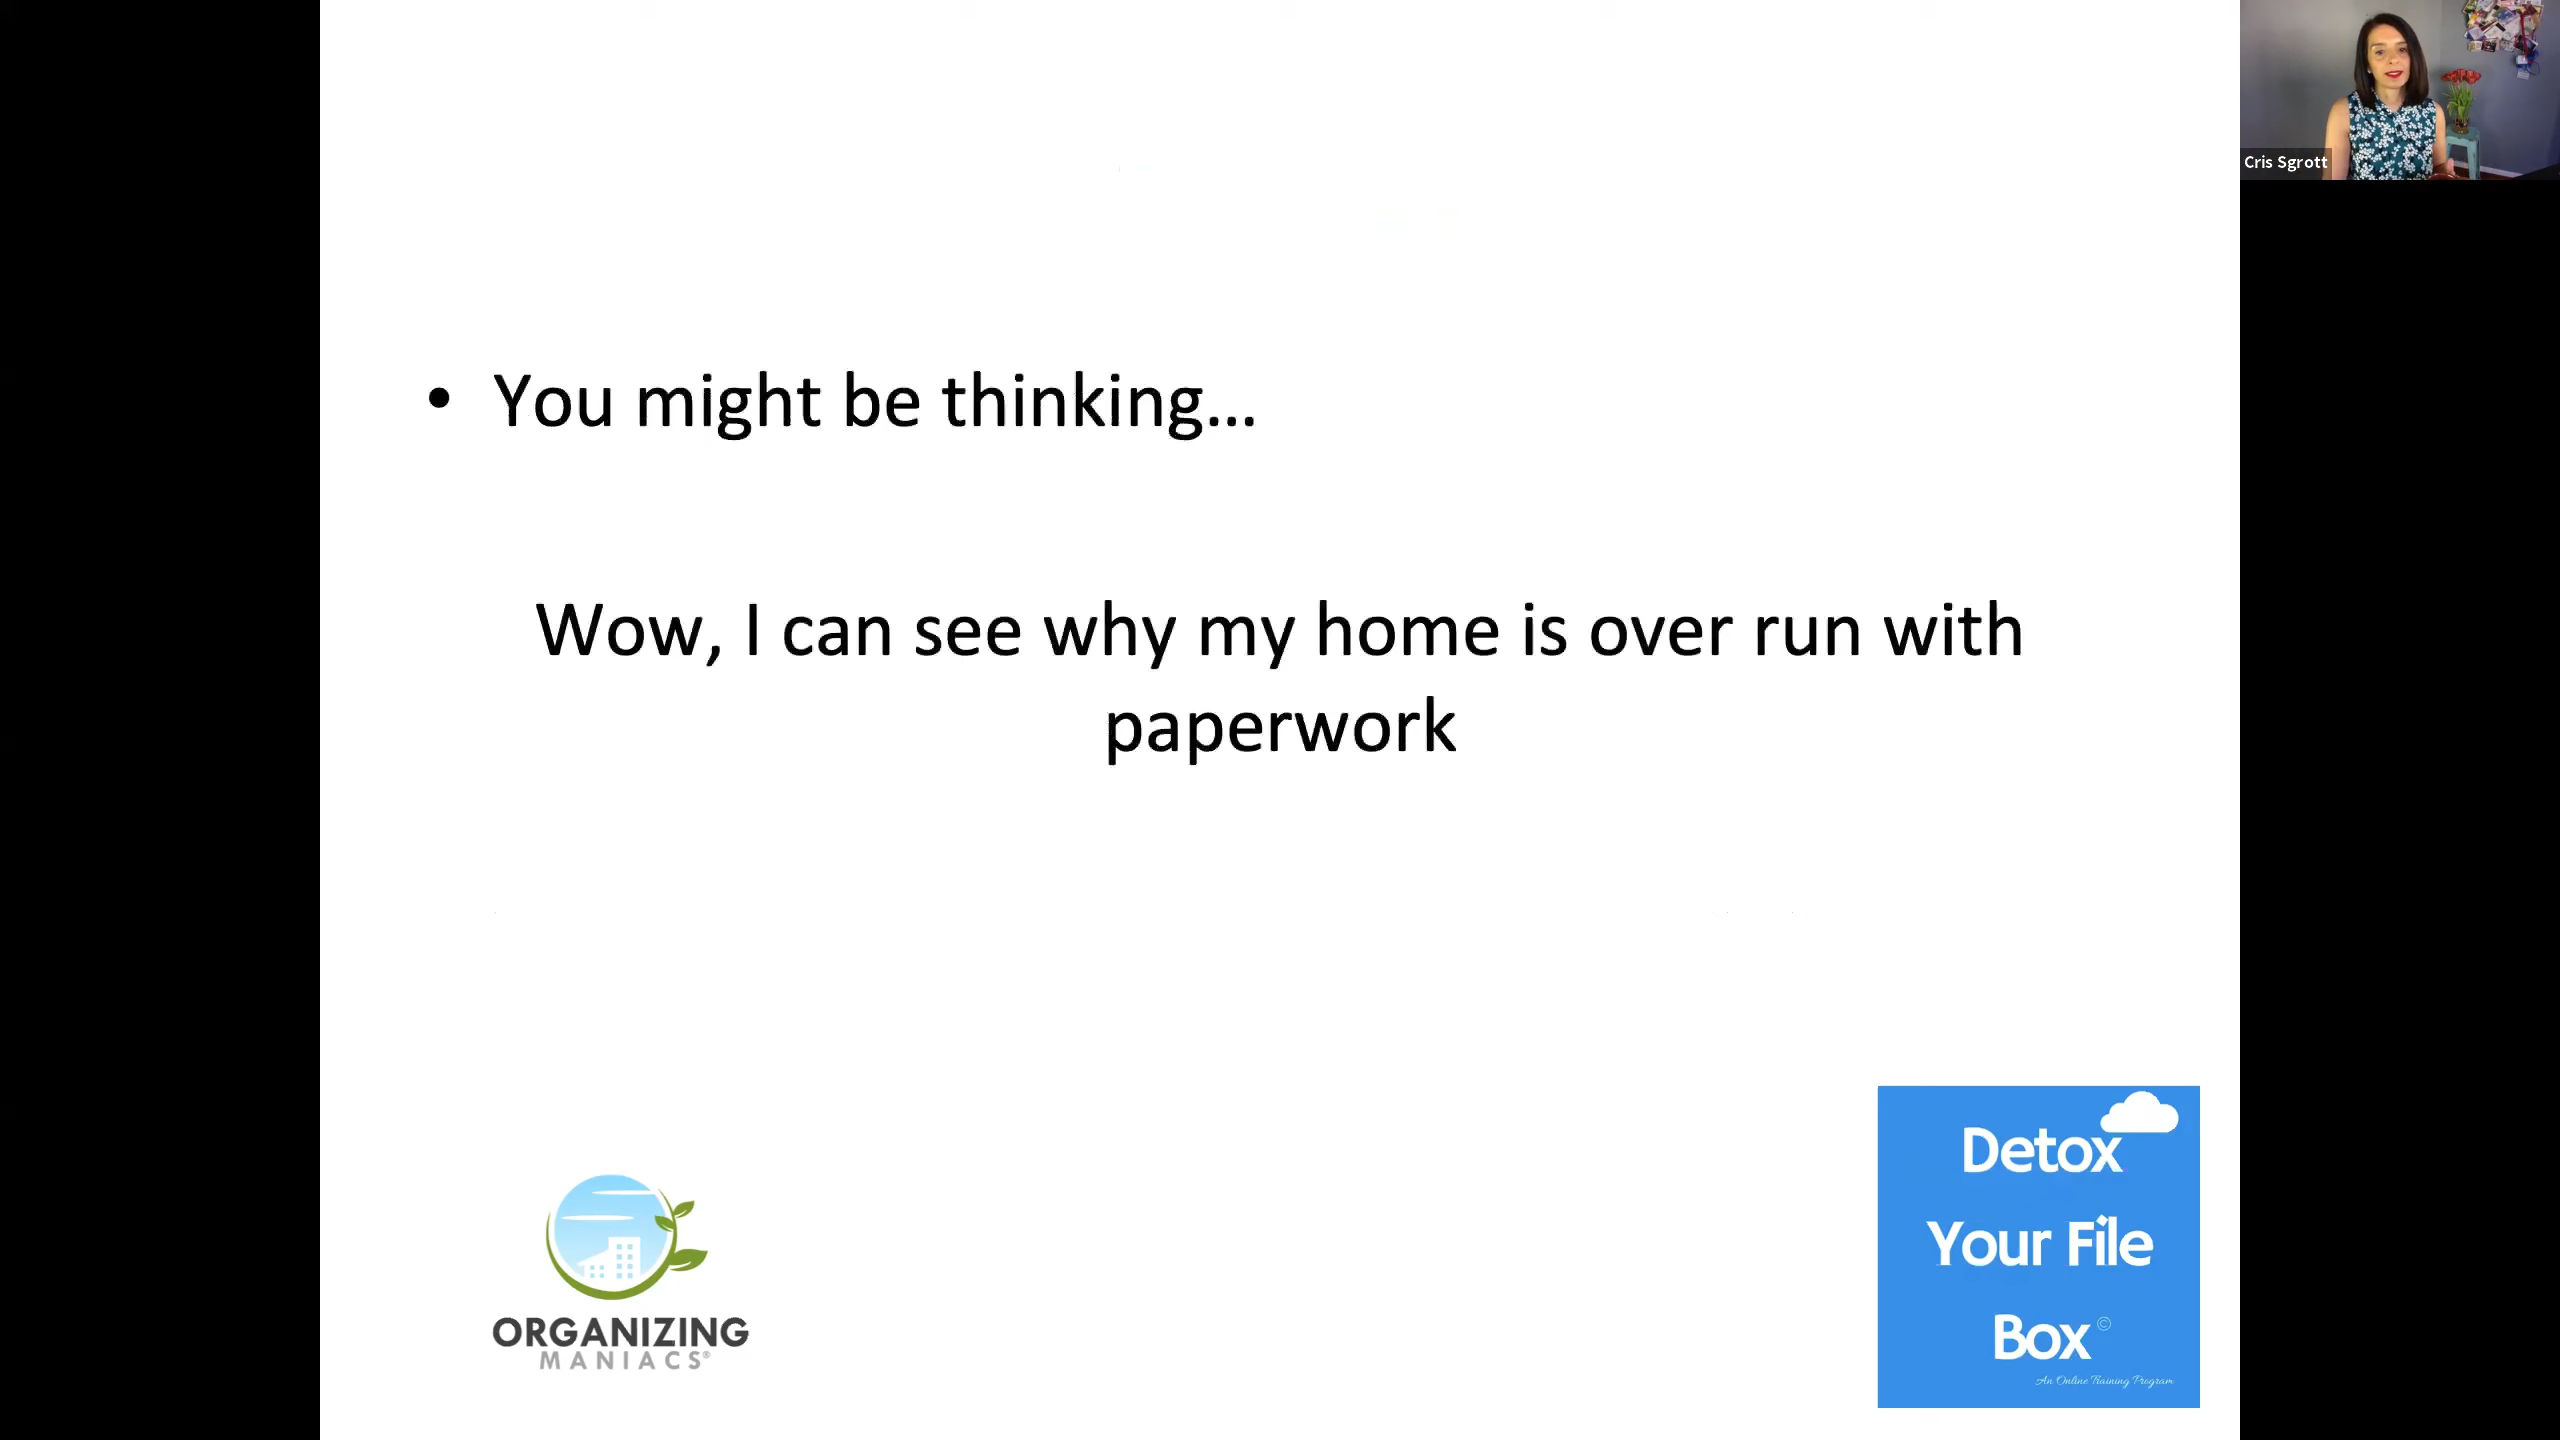 Cris Sgrott
• You might be thinking...
Wow, I can see why my home is over run with
paperwork
ORGANIZING
MANIACS®
Detox
Your File
Box ©
An Online Training Program